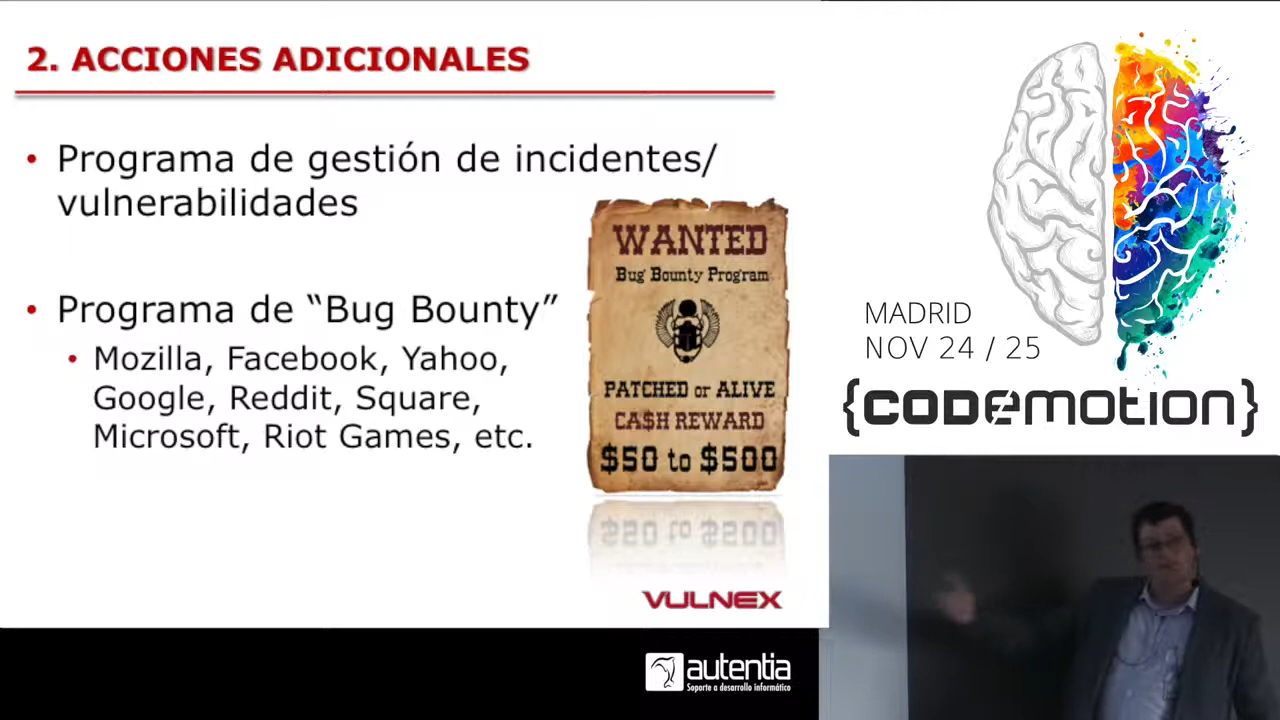 2. ACCIONES ADICIONALES
• Programa de gestión de incidentes/
vulnerabilidades
• Programa de “Bug Bounty”
• Mozilla, Facebook, Yahoo,
Google, Reddit, Square,
Microsoft, Riot Games, etc.
WANTED
Bug Bounty Program
PATCHED or ALIVE
CA$H REWARD
$50 to $500
VULNEX
MADRID
NOV 24 / 25
{CODEMOTION}
autentia
Soporte a desarrollo informático